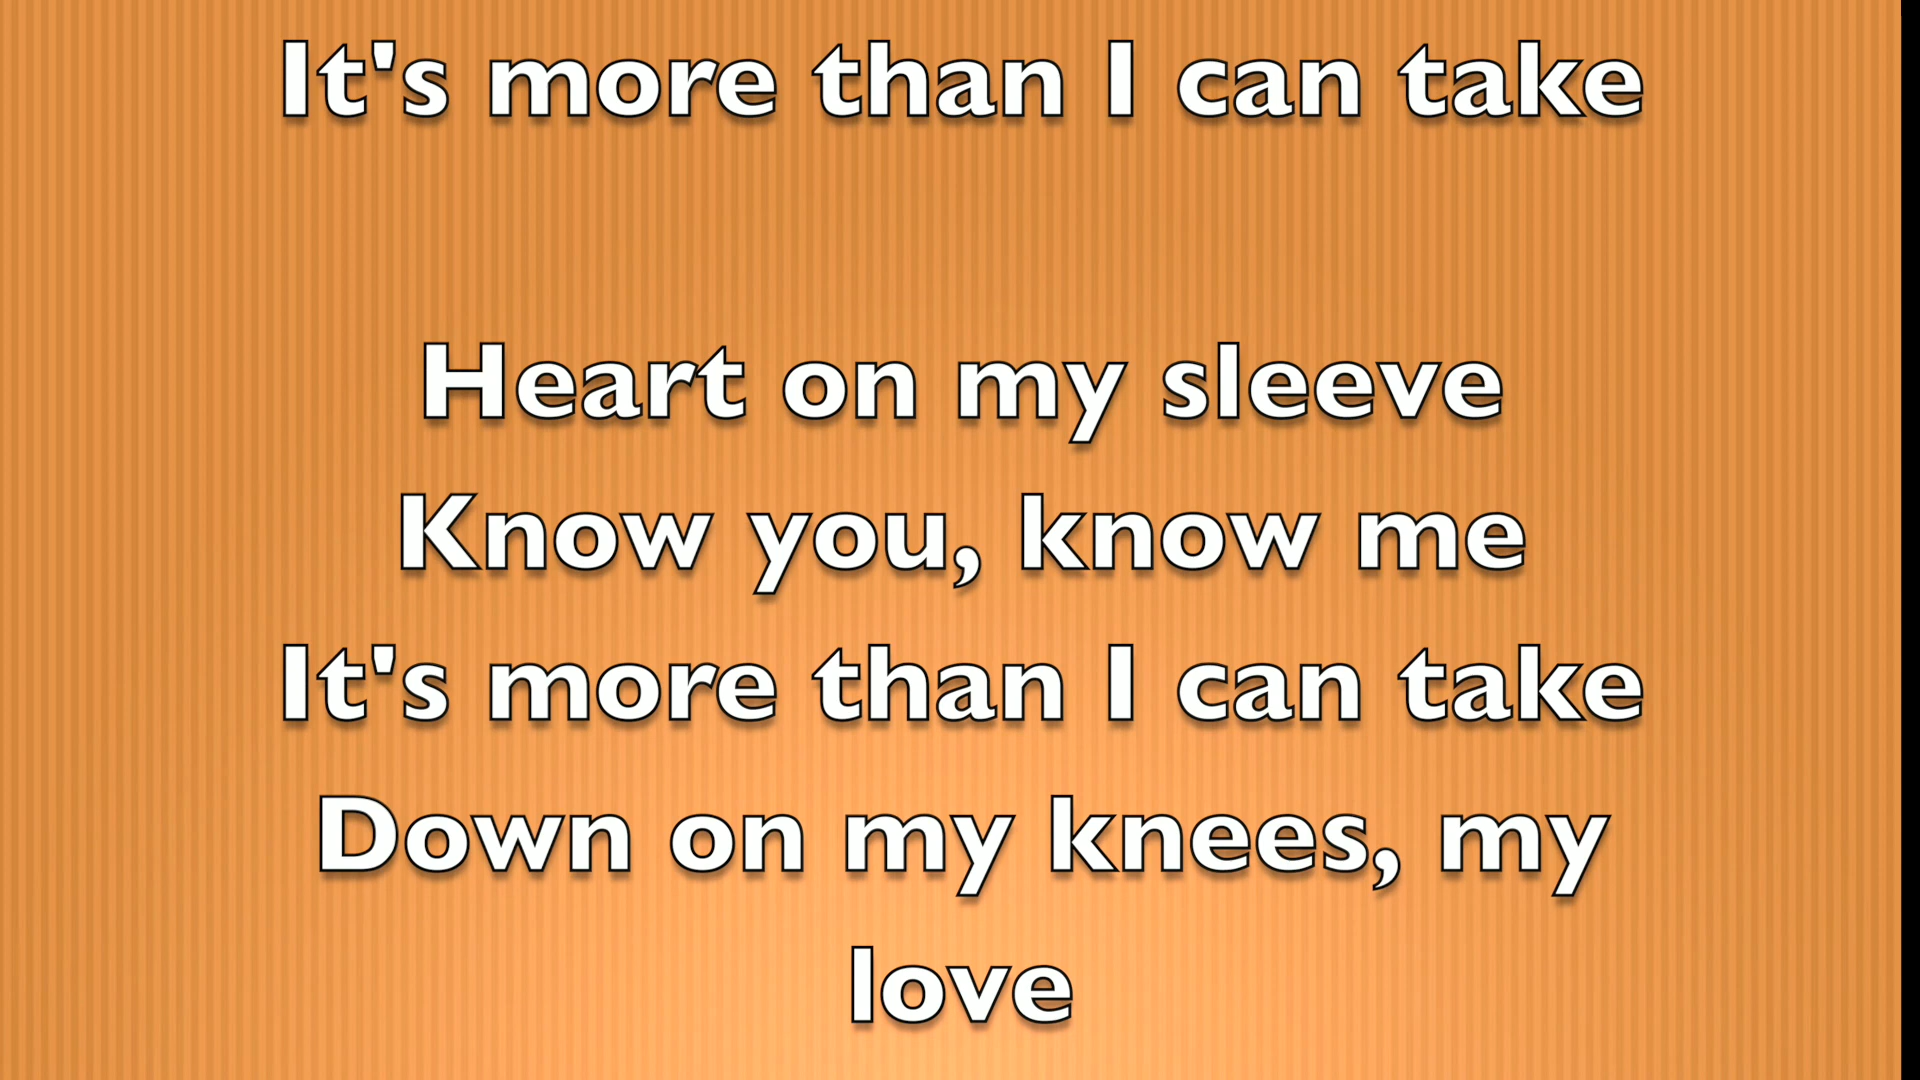 It's more than I can take
Heart on my sleeve
Know you, know me
It's more than I can take
Down on my knees, my
love